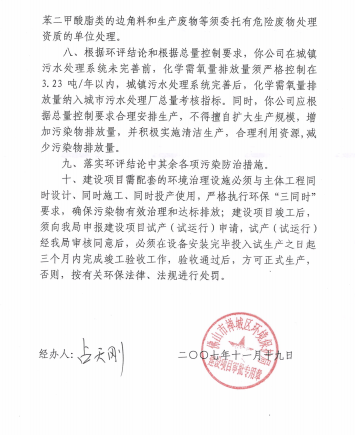 苯二甲酸脂类的边角料和生产废物等须委托有危险废物处理
资质的单位处理。
八、根据环评结论和根据总量控制要求，你公司在城镇
污水处理系统未完善前，化学需氧量排放量须严格控制在
3.23 吨/年以内，城镇污水处理系统完善后，化学需氧量排
放量纳入城市污水处理厂总量考核指标。同时，你公司应根
据总量控制要求合理安排生产，不得擅自扩大生产规模，增
加污染物排放量，并积极实施清洁生产，合理利用资源,减
少污染物排放量。
九、落实环评结论中其余各项污染防治措施。
十、建设项目需配套的环境治理设施必须与主体工程同
时设计、同时施工、同时投产使用，严格执行环保“三同时”
要求，确保污染物有效治理和达标排放；建设项目竣工后，
须向我局申报建设项目试产（试运行）申请，试产（试运行）
经我局审核同意后，必须在设备安装完毕投入试生产之日起
三个月内完成竣工验收工作，验收通过后，方可正式生产，
否则，按有关环保法律、法规进行处罚。
经办人：占天刚
二〇〇七年十一月十九日
佛山市禅城区环境保护局
建设项目审批专用章